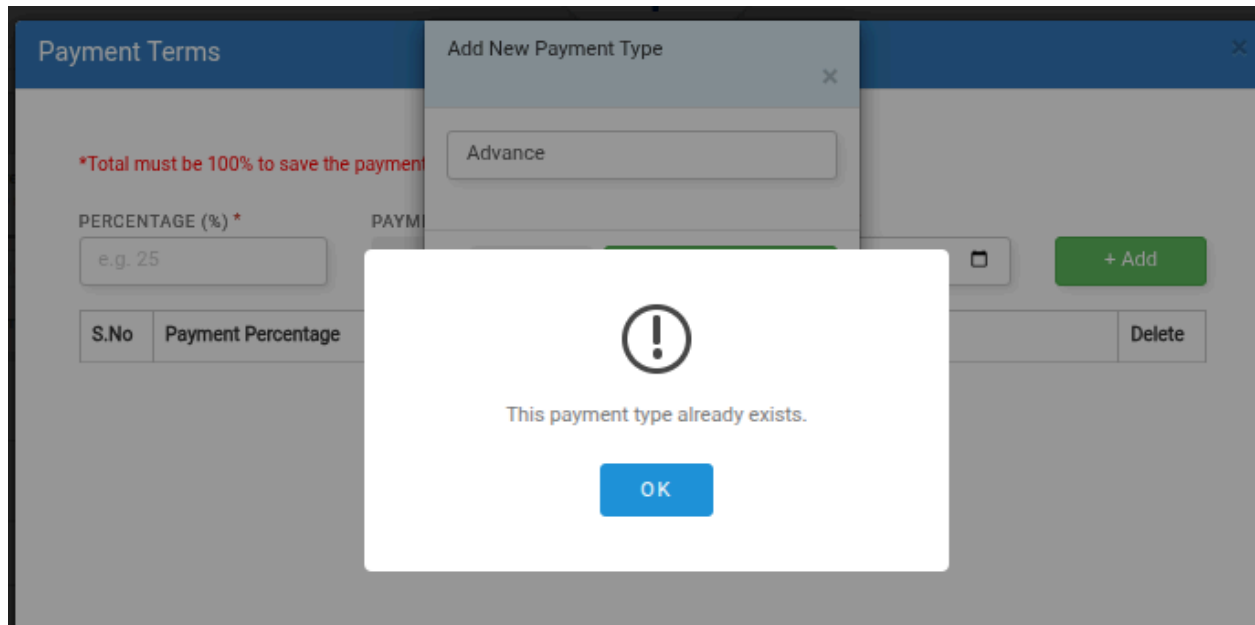 Payment Terms
Add New Payment Type
×
×
Advance
*Total must be 100% to save the payment
PERCENTAGE (%) *
e.g. 25
+ Add
S.No
Payment Percentage
Delete
This payment type already exists.
OK